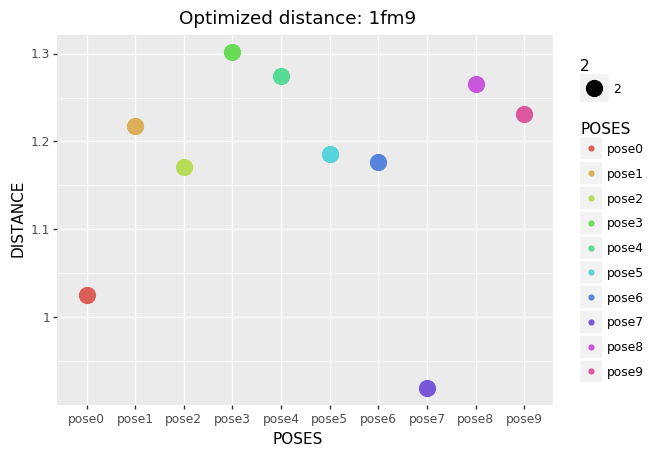 Optimized distance: 1fm9
1.3
1.2
1.1
1
DISTANCE
pose0 pose1 pose2 pose3 pose4 pose5 pose6 pose7 pose8 pose9
POSES
2
2
POSES
pose0
pose1
pose2
pose3
pose4
pose5
pose6
pose7
pose8
pose9